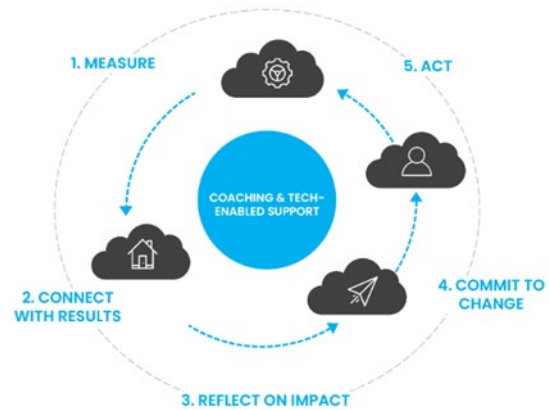 1. MEASURE
5. ACT
COACHING & TECH-
ENABLED SUPPORT
2. CONNECT
WITH RESULTS
4. COMMIT TO
CHANGE
3. REFLECT ON IMPACT